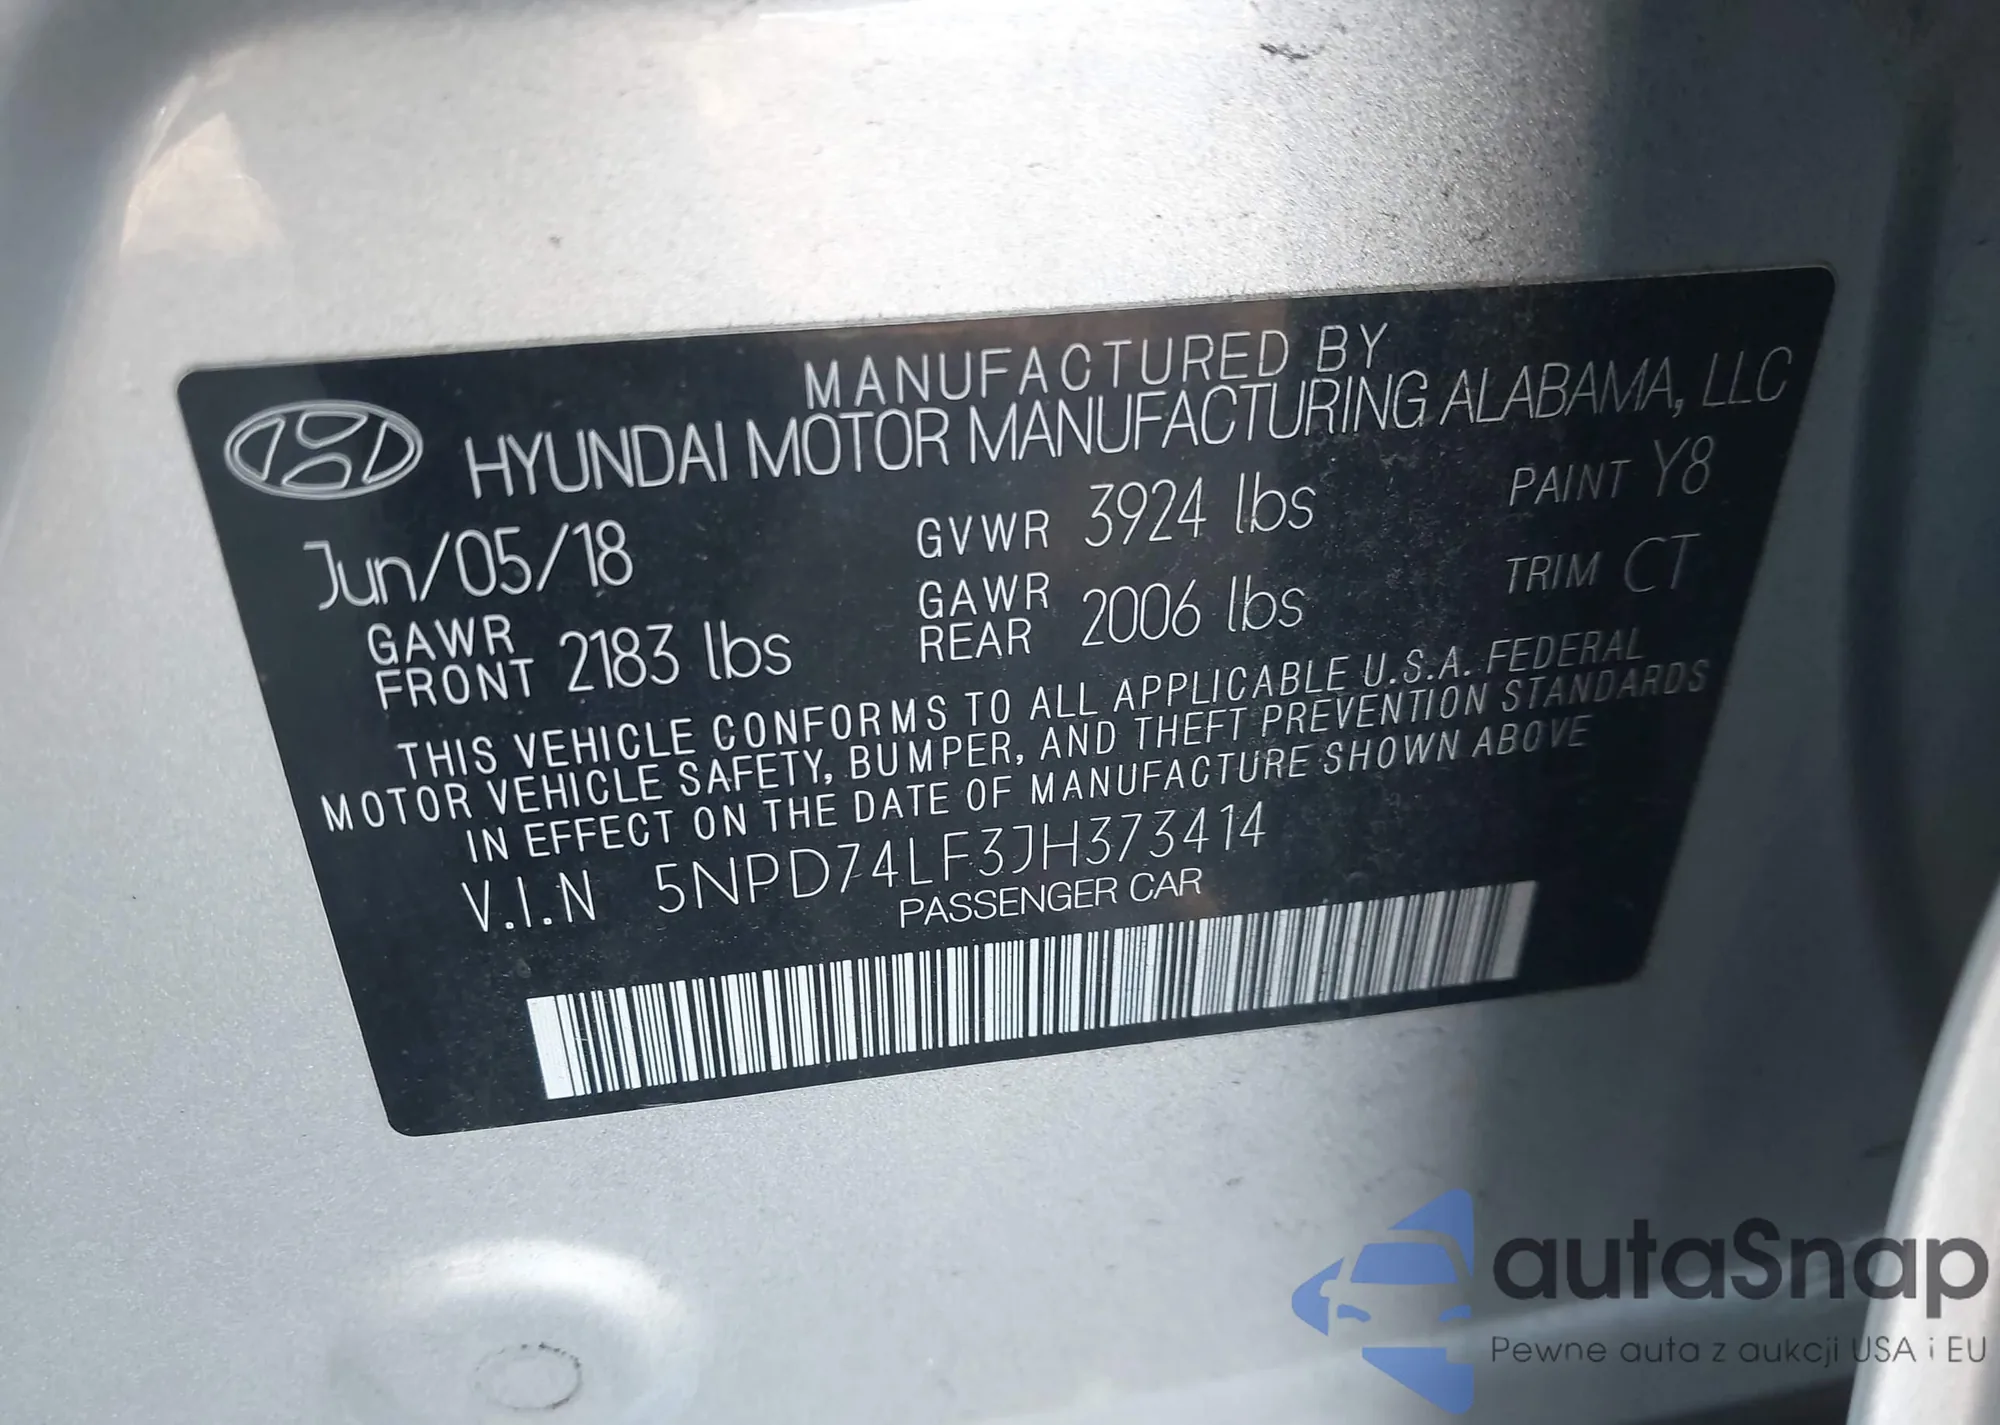 MANUFACTURED BY
HYUNDAI MOTOR MANUFACTURING ALABAMA, LLC
Jun/05/18 GVWR 3924 lbs PAINT Y8
GAWR FRONT 2183 lbs GAWR REAR 2006 lbs TRIM CT
THIS VEHICLE CONFORMS TO ALL APPLICABLE U.S.A. FEDERAL
MOTOR VEHICLE SAFETY, BUMPER, AND THEFT PREVENTION STANDARDS
IN EFFECT ON THE DATE OF MANUFACTURE SHOWN ABOVE
V.I.N 5NPD74LF3JH373414
PASSENGER CAR
autaSnap
Pewne auta z aukcji USA i EU